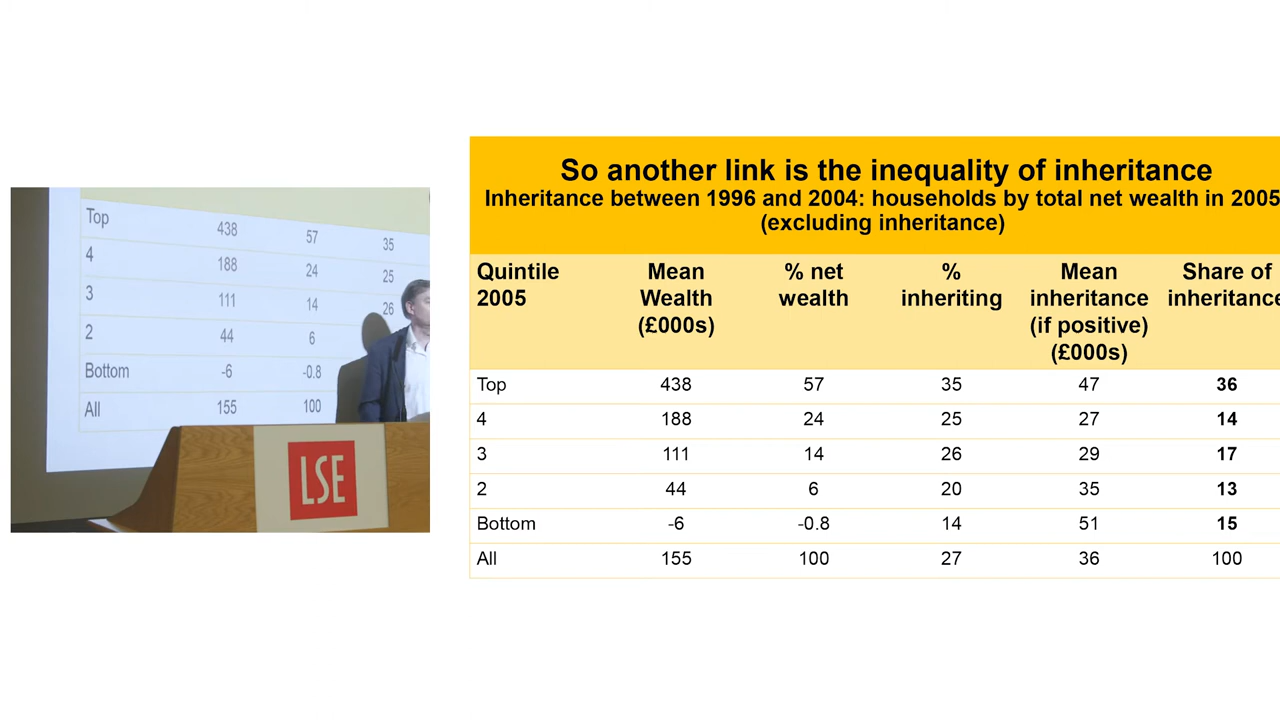 Top 438 57 35
4 188 24 25
3 111 14 26
2 44 6
Bottom -6 -0.8
All 155 100
LSE
So another link is the inequality of inheritance
Inheritance between 1996 and 2004: households by total net wealth in 2005
(excluding inheritance)
Quintile Mean % net % Mean Share of
2005 Wealth wealth inheriting inheritance inheritance
(£000s) (if positive)
(£000s)
Top 438 57 35 47 36
4 188 24 25 27 14
3 111 14 26 29 17
2 44 6 20 35 13
Bottom -6 -0.8 14 51 15
All 155 100 27 36 100